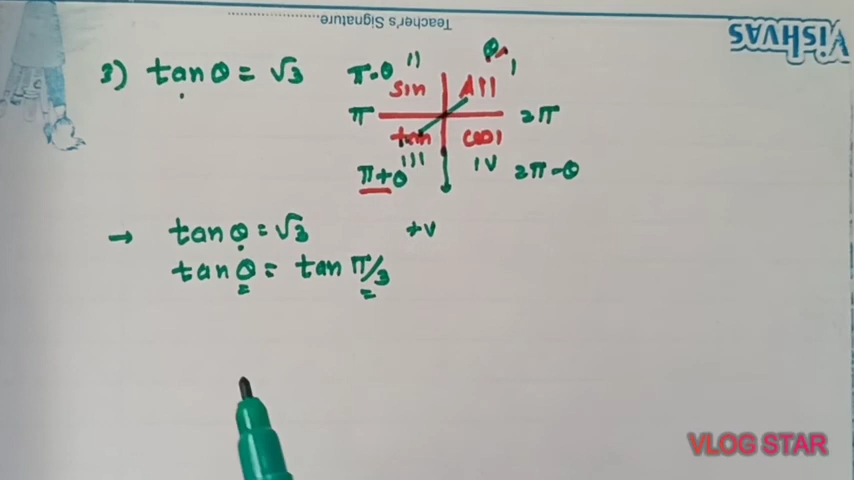 Teacher's Signature
VISHVAS
3) tan θ = √3
π-θ II θ I
sin All
π 2π
tan cos
π+θ III IV 2π-θ
→ tan θ = √3 +v
tan θ = tan π/3
VLOG STAR